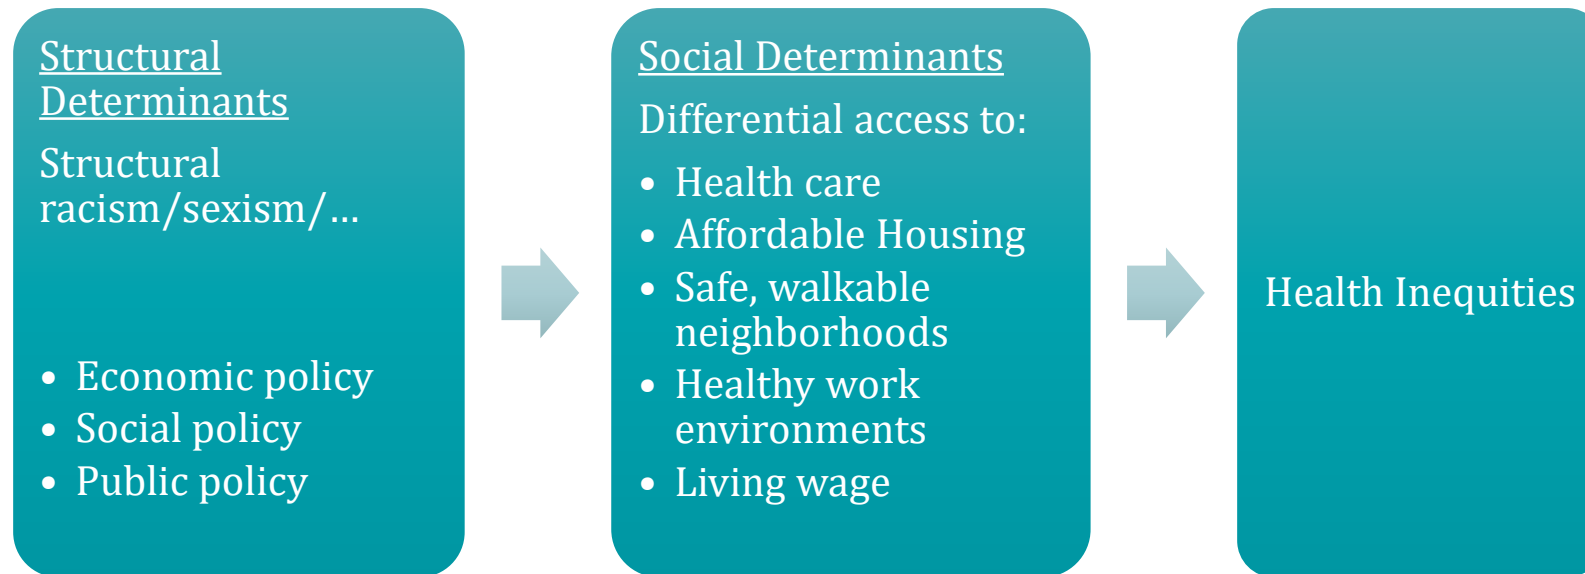 Structural
Determinants
Structural
racism/sexism/…
• Economic policy
• Social policy
• Public policy
Social Determinants
Differential access to:
• Health care
• Affordable Housing
• Safe, walkable
neighborhoods
• Healthy work
environments
• Living wage
Health Inequities